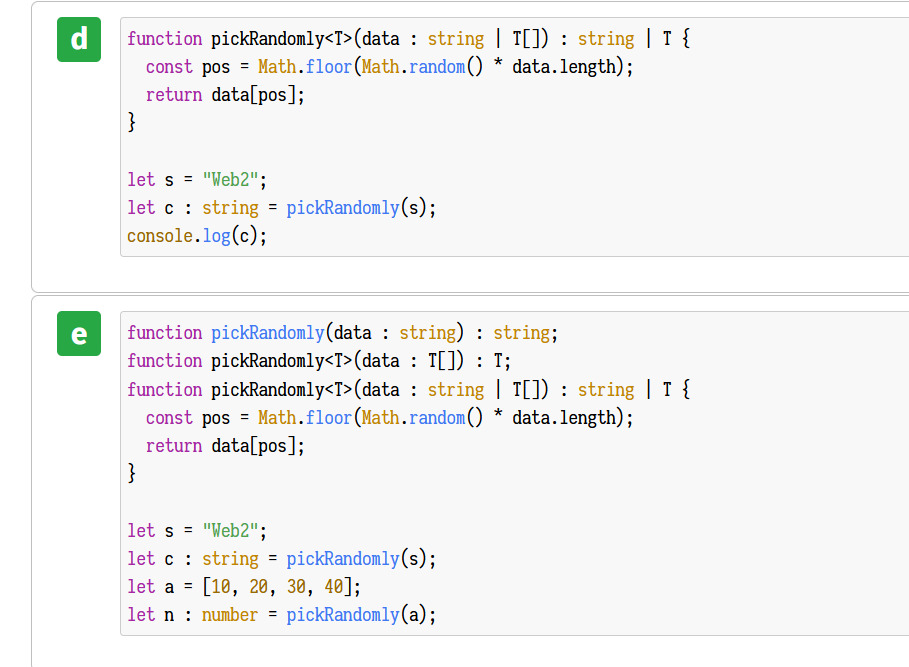 d
function pickRandomly<T>(data : string | T[]) : string | T {
  const pos = Math.floor(Math.random() * data.length);
  return data[pos];
}
let s = "Web2";
let c : string = pickRandomly(s);
console.log(c);
e
function pickRandomly(data : string) : string;
function pickRandomly<T>(data : T[]) : T;
function pickRandomly<T>(data : string | T[]) : string | T {
  const pos = Math.floor(Math.random() * data.length);
  return data[pos];
}
let s = "Web2";
let c : string = pickRandomly(s);
let a = [10, 20, 30, 40];
let n : number = pickRandomly(a);